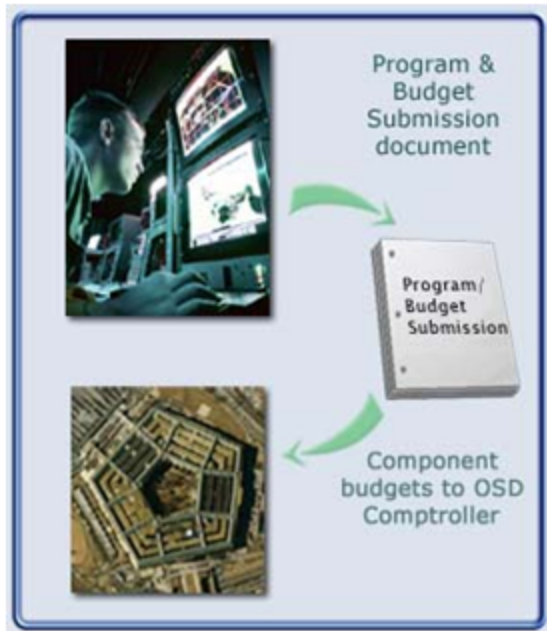 Program &
Budget
Submission
document
Program/
Budget
Submission
Component
budgets to OSD
Comptroller